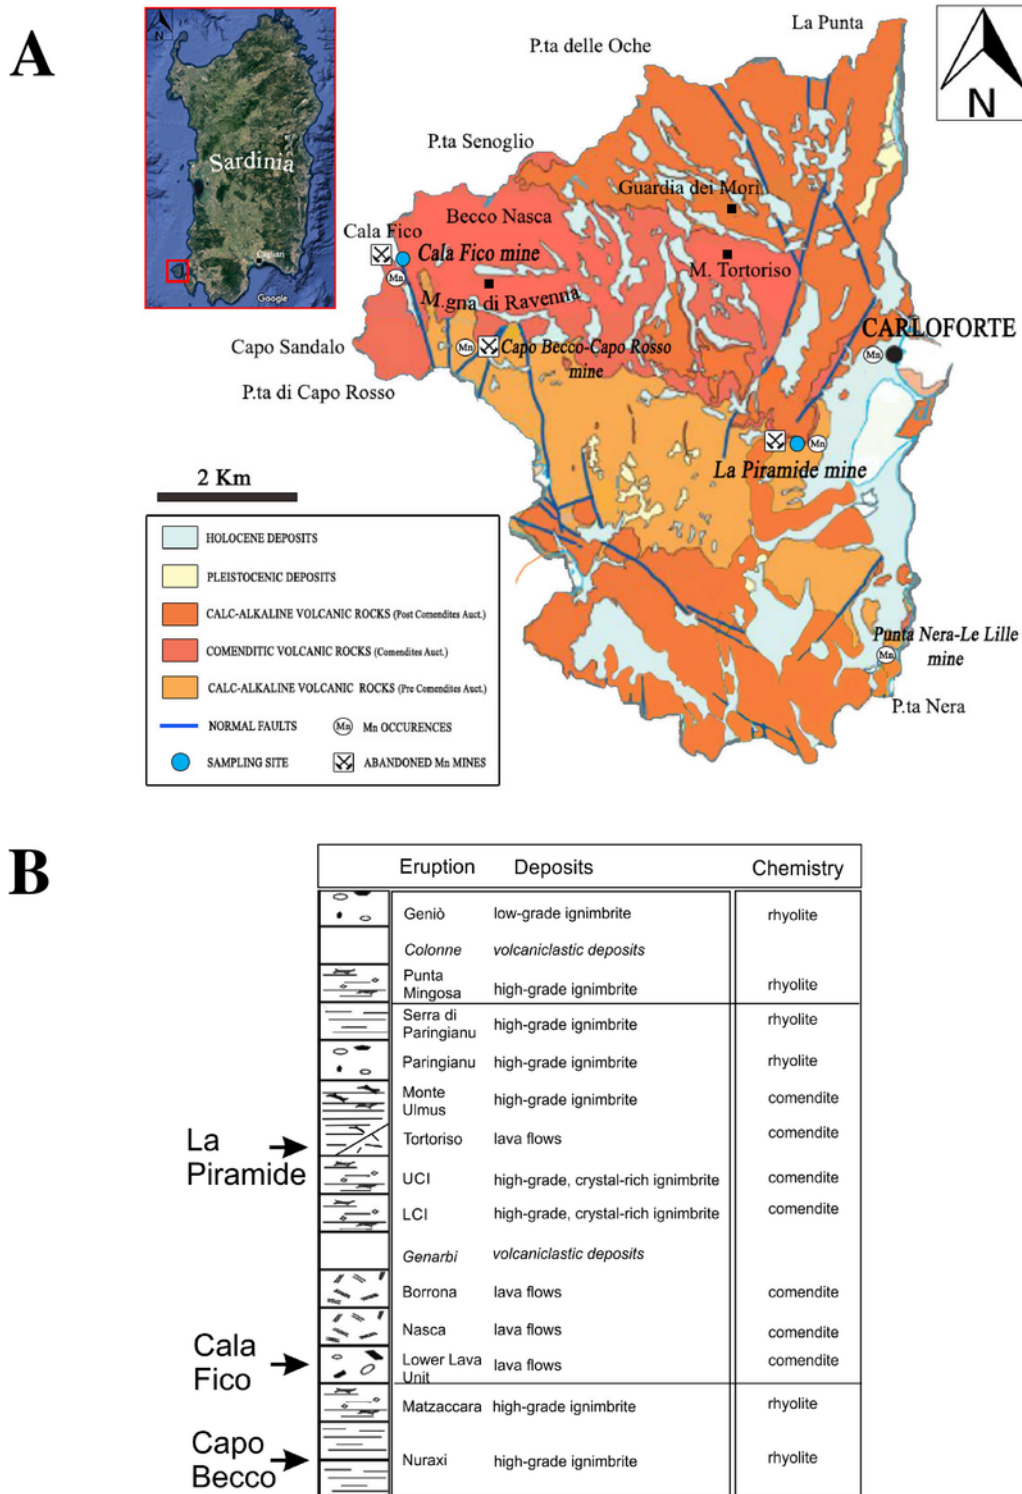 A
N
Sardinia
Cagliari
Google
La Punta
P.ta delle Oche
N
P.ta Senoglio
Guardia dei Mori
Becco Nasca
Cala Fico
Cala Fico mine
Mn
M. Tortoriso
M.gna di Ravenna
CARLOFORTE
Mn
Capo Sandalo
Mn
Capo Becco-Capo Rosso
mine
P.ta di Capo Rosso
Mn
La Piramide mine
2 Km
HOLOCENE DEPOSITS
PLEISTOCENIC DEPOSITS
CALC-ALKALINE VOLCANIC ROCKS (Post Comendites Auct.)
COMENDITIC VOLCANIC ROCKS (Comendites Auct.)
CALC-ALKALINE VOLCANIC ROCKS (Pre Comendites Auct.)
NORMAL FAULTS
Mn
Mn OCCURENCES
SAMPLING SITE
ABANDONED Mn MINES
Punta Nera-Le Lille
mine
Mn
P.ta Nera
B
Eruption Deposits Chemistry
Geniò low-grade ignimbrite rhyolite
Colonne volcaniclastic deposits
Punta
Mingosa high-grade ignimbrite rhyolite
Serra di
Paringianu high-grade ignimbrite rhyolite
Paringianu high-grade ignimbrite rhyolite
Monte
Ulmus high-grade ignimbrite comendite
La
Piramide
Tortoriso lava flows comendite
UCI high-grade, crystal-rich ignimbrite comendite
LCI high-grade, crystal-rich ignimbrite comendite
Genarbi volcaniclastic deposits
Borrona lava flows comendite
Nasca lava flows comendite
Cala
Fico
Lower Lava
Unit lava flows comendite
Matzaccara high-grade ignimbrite rhyolite
Capo
Becco
Nuraxi high-grade ignimbrite rhyolite